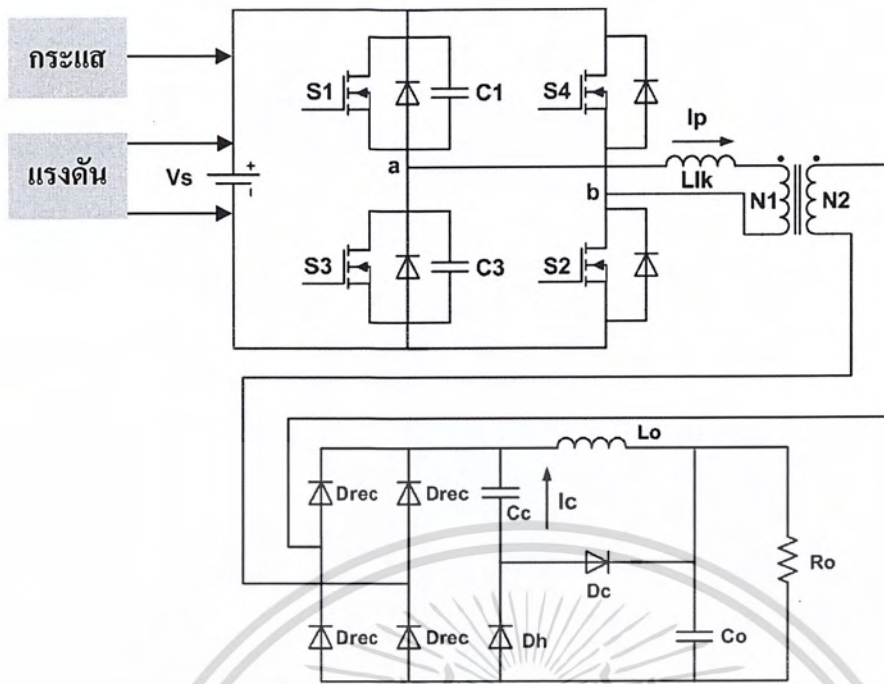 กระแส
แรงดัน
Vs
+
-
S1
C1
S4
Ip
a
Llk
b
N1
N2
S3
C3
S2
Lo
Drec
Drec
Cc
Ic
Dc
Ro
Drec
Drec
Dh
Co